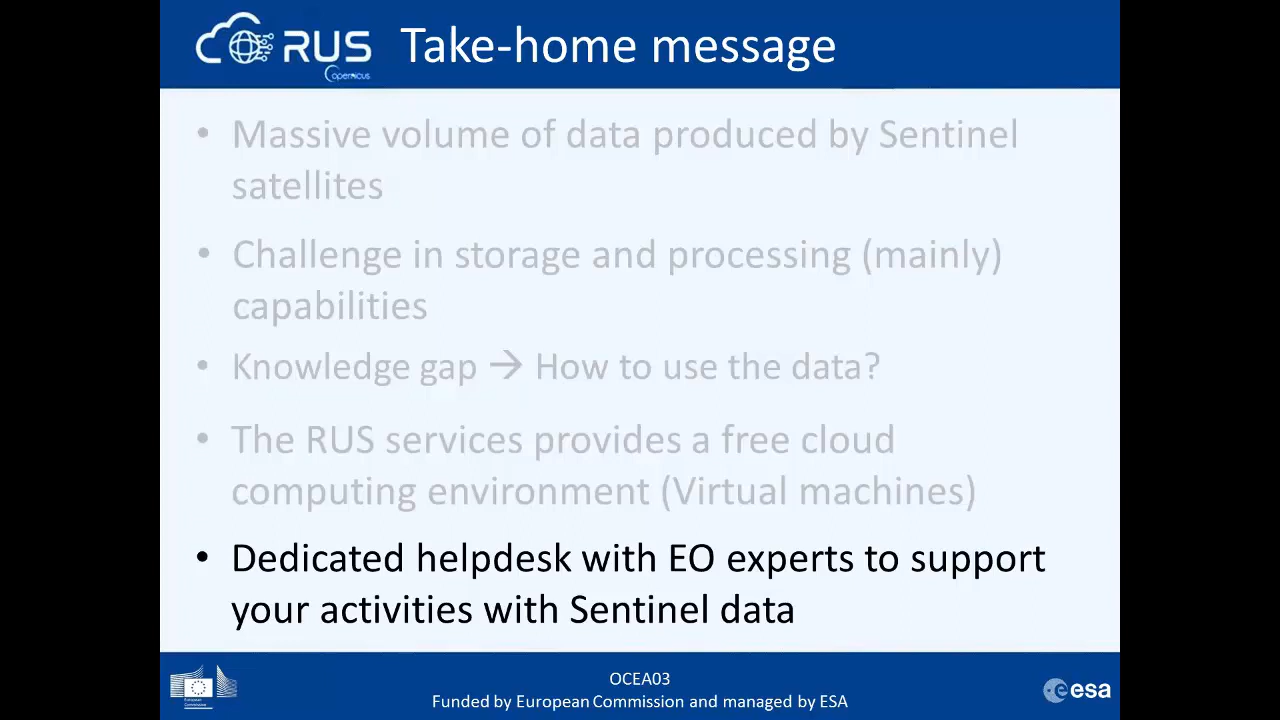 RUS
Copernicus
Take-home message
• Massive volume of data produced by Sentinel
satellites
• Challenge in storage and processing (mainly)
capabilities
• Knowledge gap → How to use the data?
• The RUS services provides a free cloud
computing environment (Virtual machines)
• Dedicated helpdesk with EO experts to support
your activities with Sentinel data
European
Commission
OCEA03
Funded by European Commission and managed by ESA
esa